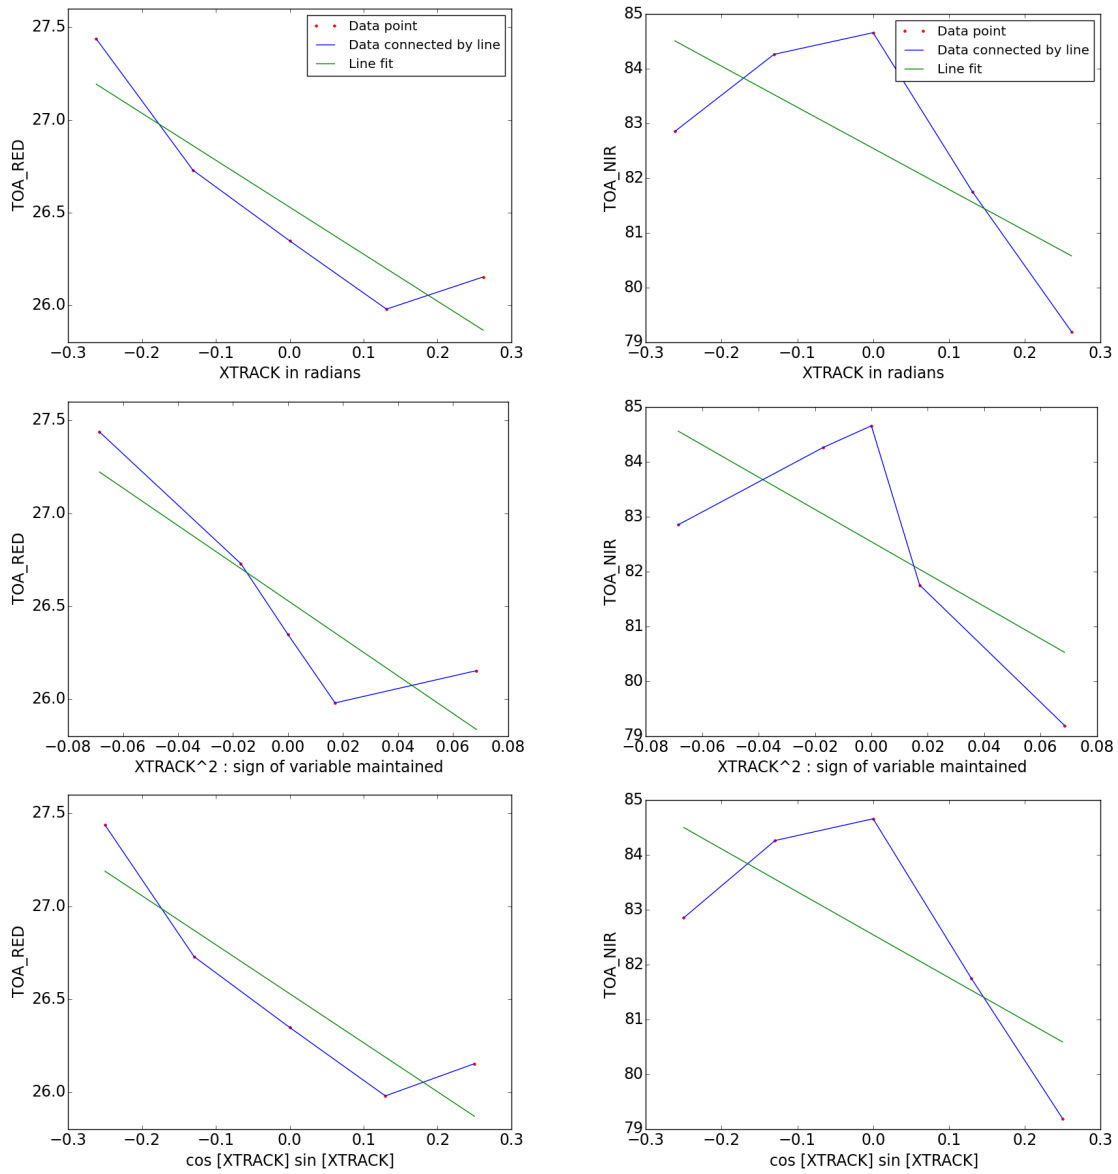 27.5
27.0
26.5
26.0
TOA_RED
Data point
Data connected by line
Line fit
−0.3 −0.2 −0.1 0.0 0.1 0.2 0.3
XTRACK in radians
85
84
83
82
81
80
79
TOA_NIR
Data point
Data connected by line
Line fit
−0.3 −0.2 −0.1 0.0 0.1 0.2 0.3
XTRACK in radians
27.5
27.0
26.5
26.0
TOA_RED
−0.08 −0.06 −0.04 −0.02 0.00 0.02 0.04 0.06 0.08
XTRACK^2 : sign of variable maintained
85
84
83
82
81
80
79
TOA_NIR
−0.08 −0.06 −0.04 −0.02 0.00 0.02 0.04 0.06 0.08
XTRACK^2 : sign of variable maintained
27.5
27.0
26.5
26.0
TOA_RED
−0.3 −0.2 −0.1 0.0 0.1 0.2 0.3
cos [XTRACK] sin [XTRACK]
85
84
83
82
81
80
79
TOA_NIR
−0.3 −0.2 −0.1 0.0 0.1 0.2 0.3
cos [XTRACK] sin [XTRACK]